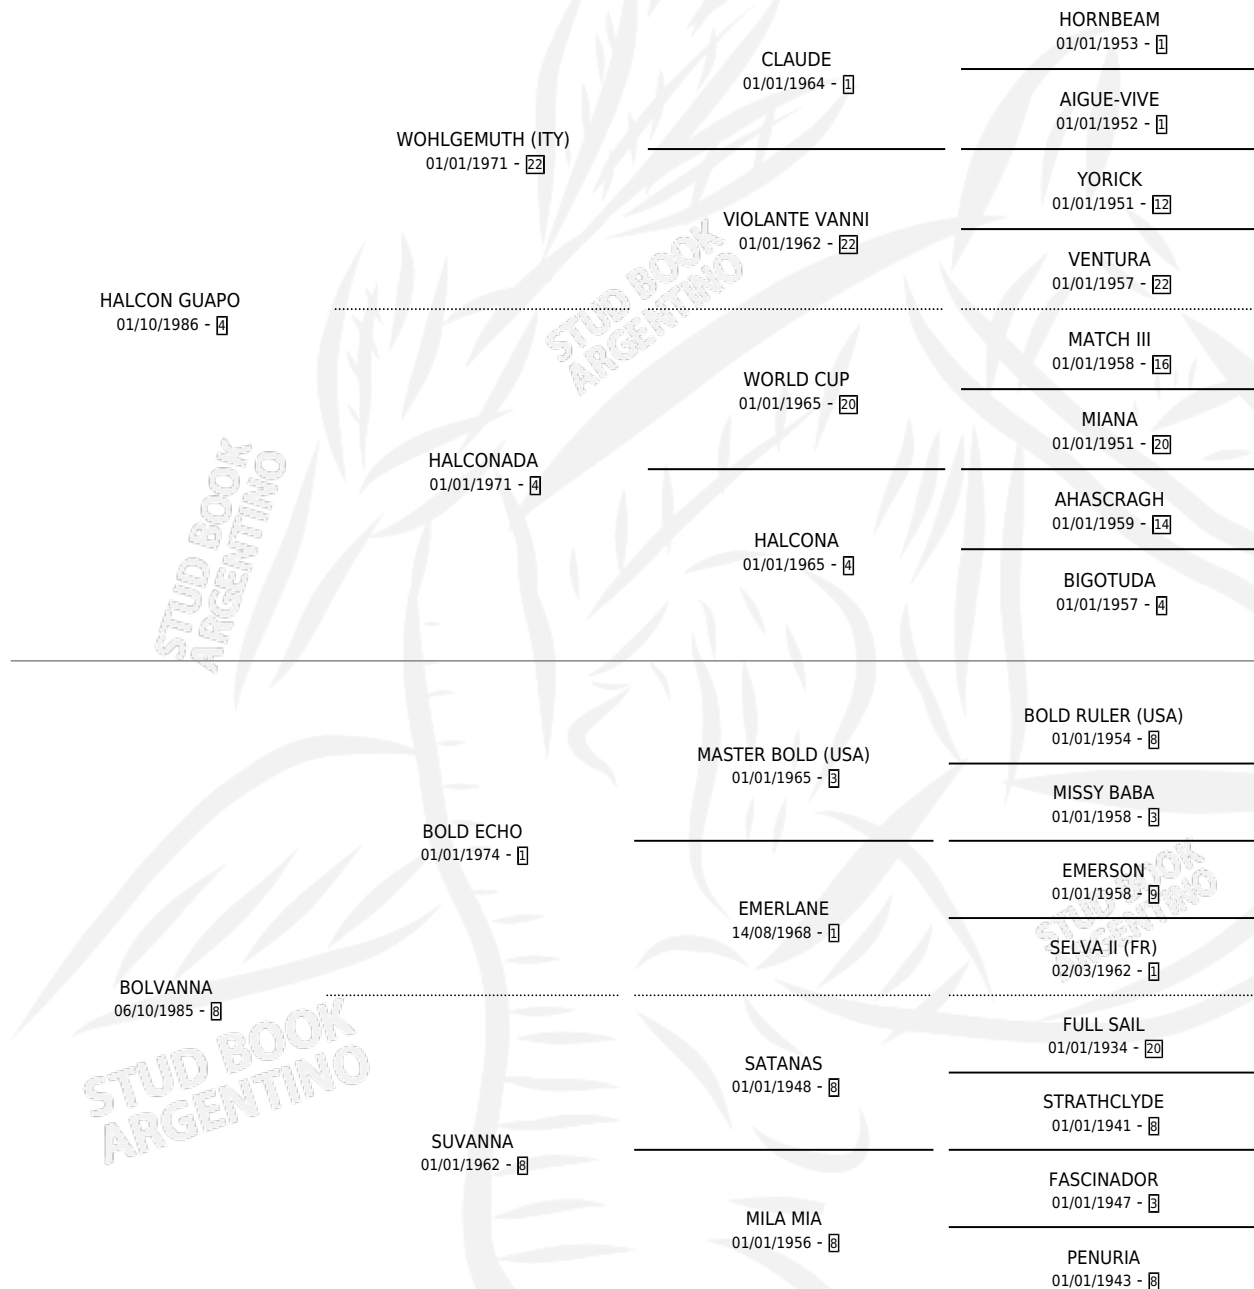 HORNBEAM
01/01/1953 - 1
CLAUDE
01/01/1964 - 1
AIGUE-VIVE
01/01/1952 - 1
WOHLGEMUTH (ITY)
01/01/1971 - 22
YORICK
01/01/1951 - 12
VIOLANTE VANNI
01/01/1962 - 22
VENTURA
01/01/1957 - 22
HALCON GUAPO
01/10/1986 - 4
STUD BOOK
ARGENTINO
MATCH III
01/01/1958 - 16
WORLD CUP
01/01/1965 - 20
MIANA
01/01/1951 - 20
HALCONADA
01/01/1971 - 4
AHASCRAGH
01/01/1959 - 14
HALCONA
01/01/1965 - 4
BIGOTUDA
01/01/1957 - 4
STUD BOOK
ARGENTINO
BOLD RULER (USA)
01/01/1954 - 8
MASTER BOLD (USA)
01/01/1965 - 3
MISSY BABA
01/01/1958 - 3
BOLD ECHO
01/01/1974 - 1
EMERSON
01/01/1958 - 9
EMERLANE
14/08/1968 - 1
STUD BOOK
ARGENTINO
SELVA II (FR)
02/03/1962 - 1
BOLVANNA
06/10/1985 - 8
STUD BOOK
ARGENTINO
FULL SAIL
01/01/1934 - 20
SATANAS
01/01/1948 - 8
STRATHCLYDE
01/01/1941 - 8
SUVANNA
01/01/1962 - 8
FASCINADOR
01/01/1947 - 3
MILA MIA
01/01/1956 - 8
PENURIA
01/01/1943 - 8